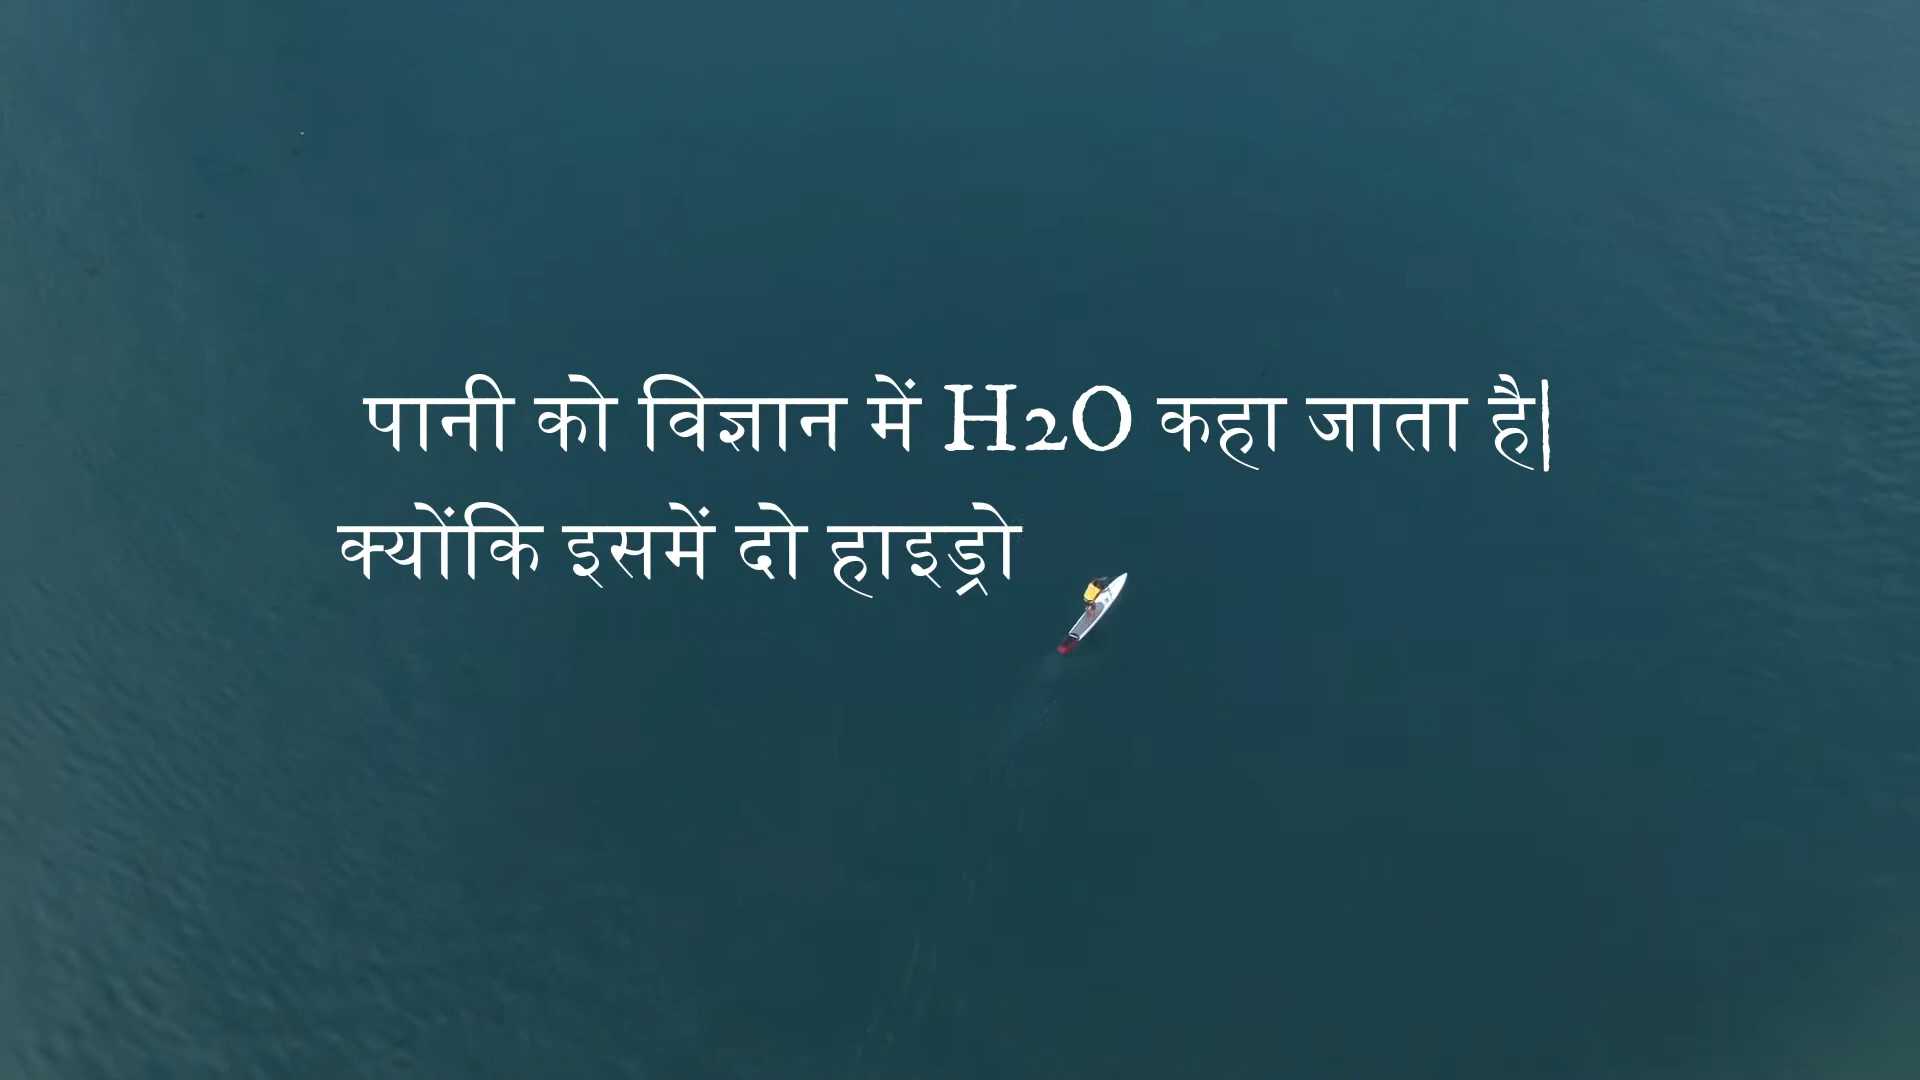 पानी को विज्ञान में H2O कहा जाता है|
क्योंकि इसमें दो हाइड्रो